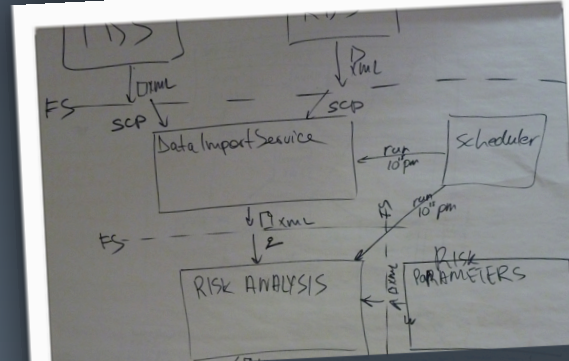 xml
xml
FS
SCP
SCP
DataImportService
Scheduler
run
10"pm
xml
FS
run
10"pm
FS
RISK ANALYSIS
xml
RISK
PARAMETERS